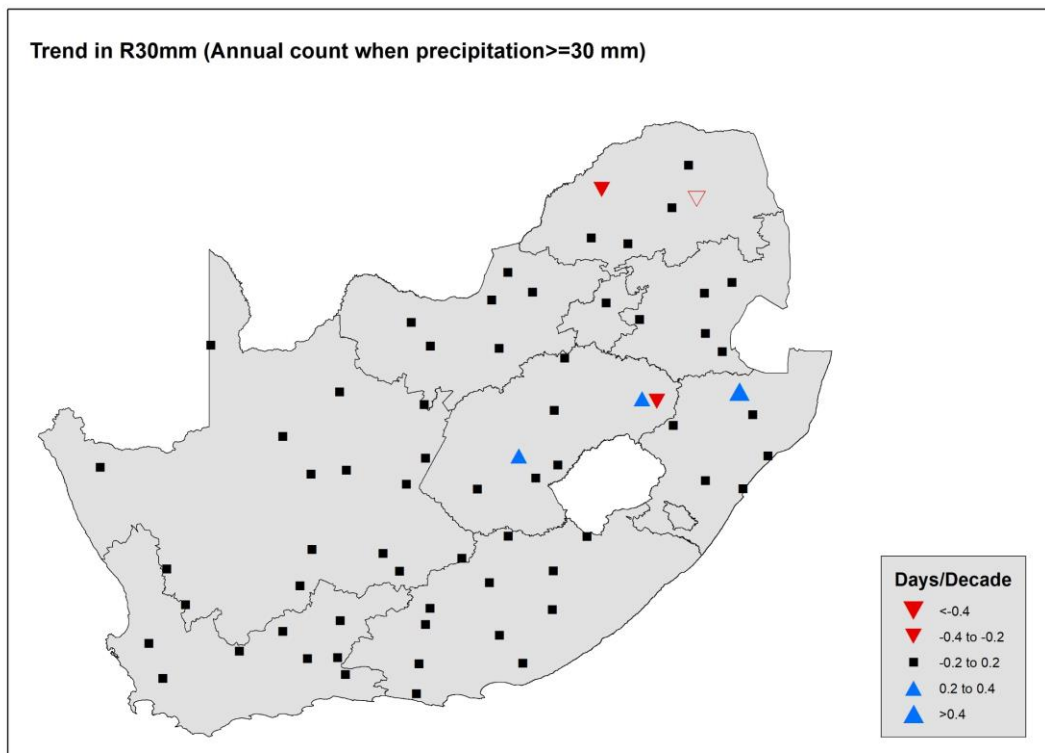 Trend in R30mm (Annual count when precipitation>=30 mm)
Days/Decade
<-0.4
-0.4 to -0.2
-0.2 to 0.2
0.2 to 0.4
>0.4